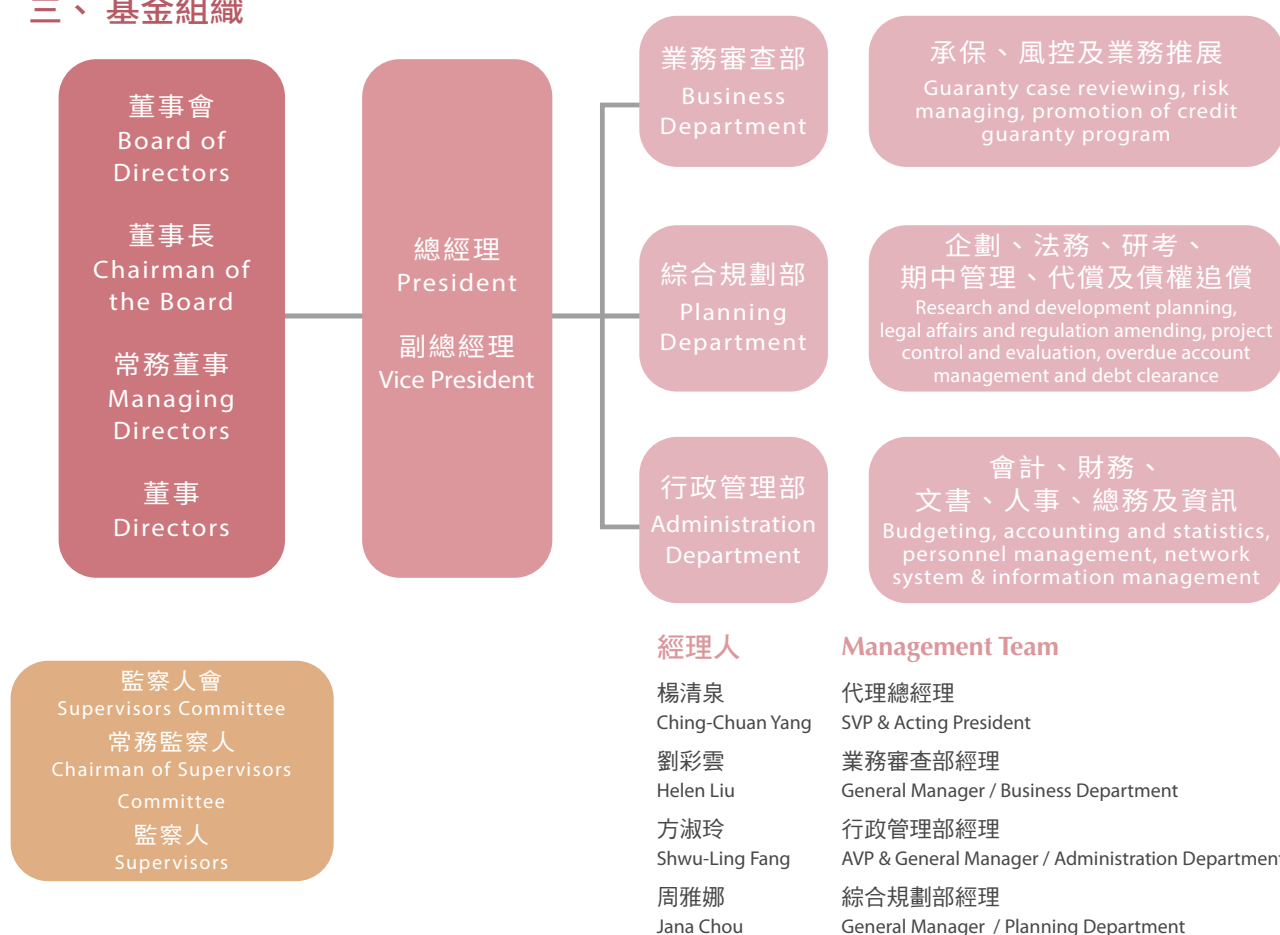 三、 基金組織
董事會
Board of
Directors
董事長
Chairman of
the Board
常務董事
Managing
Directors
董事
Directors
總經理
President
副總經理
Vice President
業務審查部
Business
Department
承保、風控及業務推展
Guaranty case reviewing, risk
managing, promotion of credit
guaranty program
綜合規劃部
Planning
Department
企劃、法務、研考、
期中管理、代償及債權追償
Research and development planning,
legal affairs and regulation amending, project
control and evaluation, overdue account
management and debt clearance
行政管理部
Administration
Department
會計、財務、
文書、人事、總務及資訊
Budgeting, accounting and statistics,
personnel management, network
system & information management
監察人會
Supervisors Committee
常務監察人
Chairman of Supervisors
Committee
監察人
Supervisors
經理人 Management Team
楊清泉 代理總經理
Ching-Chuan Yang SVP & Acting President
劉彩雲 業務審查部經理
Helen Liu General Manager / Business Department
方淑玲 行政管理部經理
Shwu-Ling Fang AVP & General Manager / Administration Department
周雅娜 綜合規劃部經理
Jana Chou General Manager / Planning Department